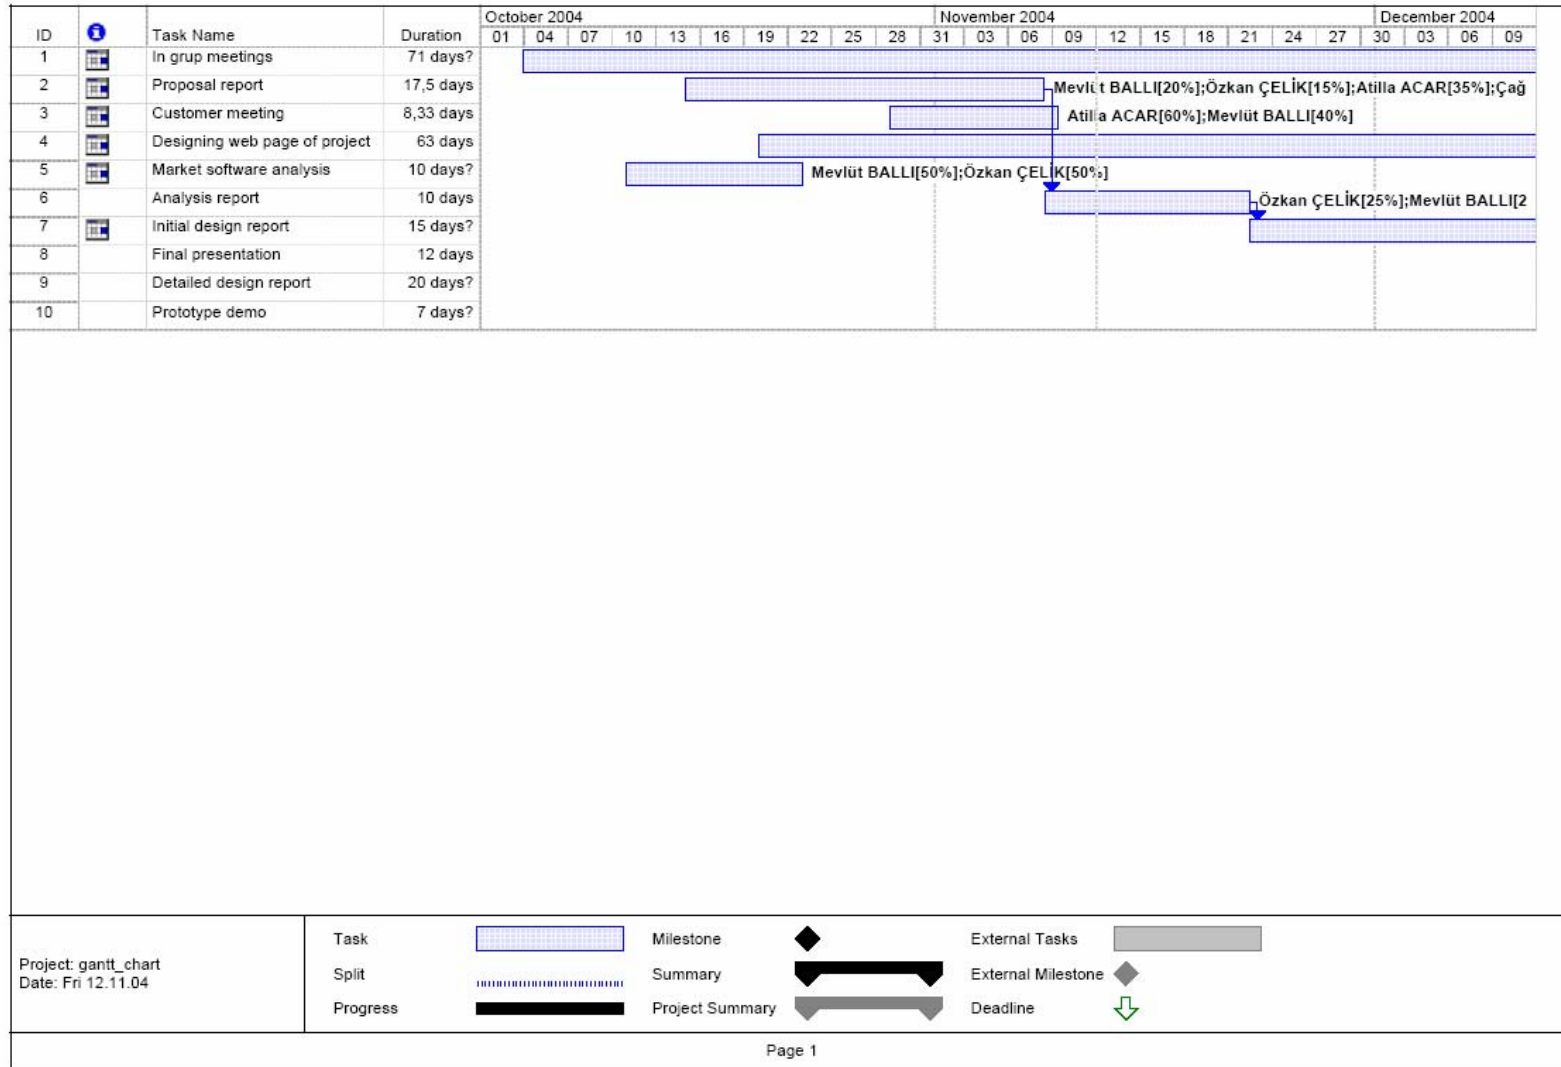 October 2004 November 2004 December 2004
ID Task Name Duration 01 04 07 10 13 16 19 22 25 28 31 03 06 09 12 15 18 21 24 27 30 03 06 09
1 In grup meetings 71 days?
2 Proposal report 17,5 days Mevlüt BALLI[20%];Özkan ÇELİK[15%];Atilla ACAR[35%];Çağ
3 Customer meeting 8,33 days Atilla ACAR[60%];Mevlüt BALLI[40%]
4 Designing web page of project 63 days
5 Market software analysis 10 days? Mevlüt BALLI[50%];Özkan ÇELİK[50%]
6 Analysis report 10 days Özkan ÇELİK[25%];Mevlüt BALLI[2
7 Initial design report 15 days?
8 Final presentation 12 days
9 Detailed design report 20 days?
10 Prototype demo 7 days?
Project: gantt_chart
Date: Fri 12.11.04
Task Milestone External Tasks
Split Summary External Milestone
Progress Project Summary Deadline
Page 1